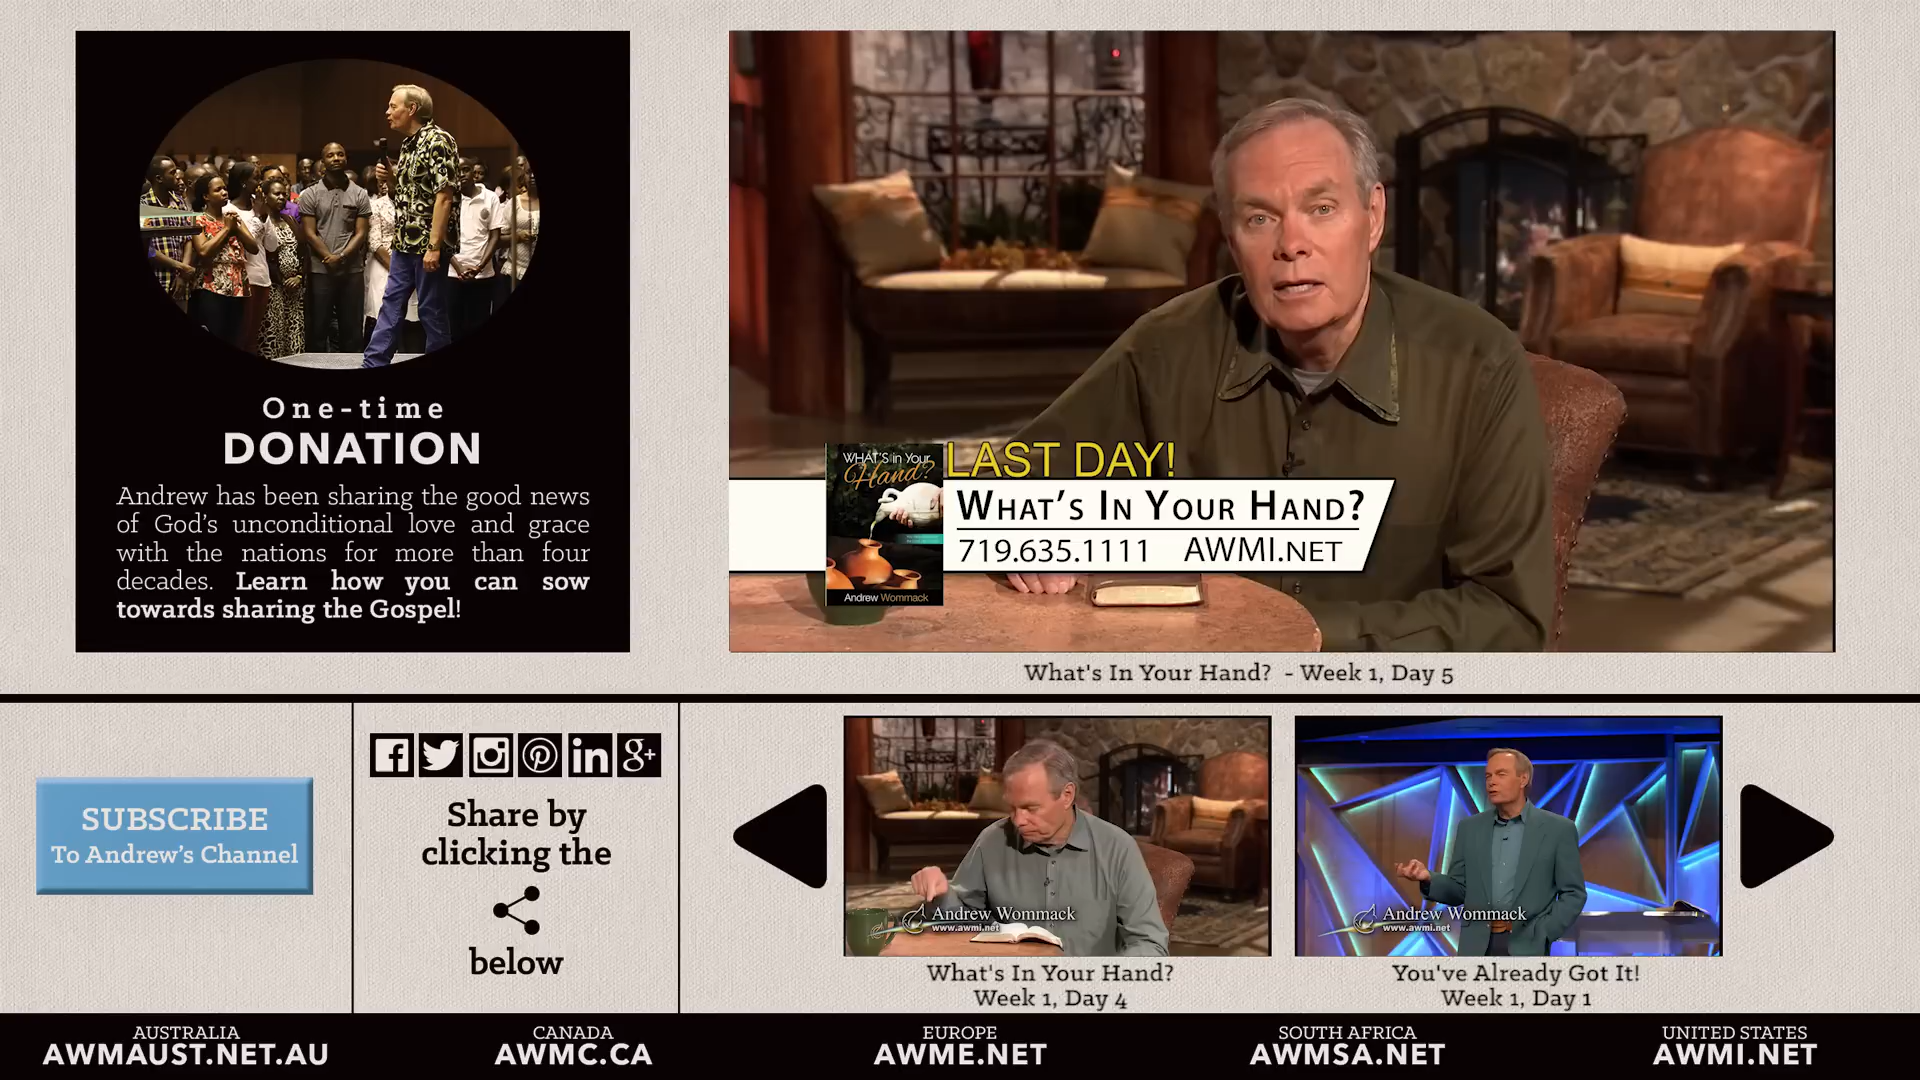 One-time
DONATION
Andrew has been sharing the good news
of God's unconditional love and grace
with the nations for more than four
decades. Learn how you can sow
towards sharing the Gospel!
LAST DAY!
WHAT'S in Your
Hand?
Andrew Wommack
WHAT'S IN YOUR HAND?
719.635.1111 AWMI.NET
What's In Your Hand? - Week 1, Day 5
SUBSCRIBE
To Andrew's Channel
Share by
clicking the
below
Andrew Wommack
www.awmi.net
What's In Your Hand?
Week 1, Day 4
Andrew Wommack
www.awmi.net
You've Already Got It!
Week 1, Day 1
AUSTRALIA
AWMAUST.NET.AU
CANADA
AWMC.CA
EUROPE
AWME.NET
SOUTH AFRICA
AWMSA.NET
UNITED STATES
AWMI.NET